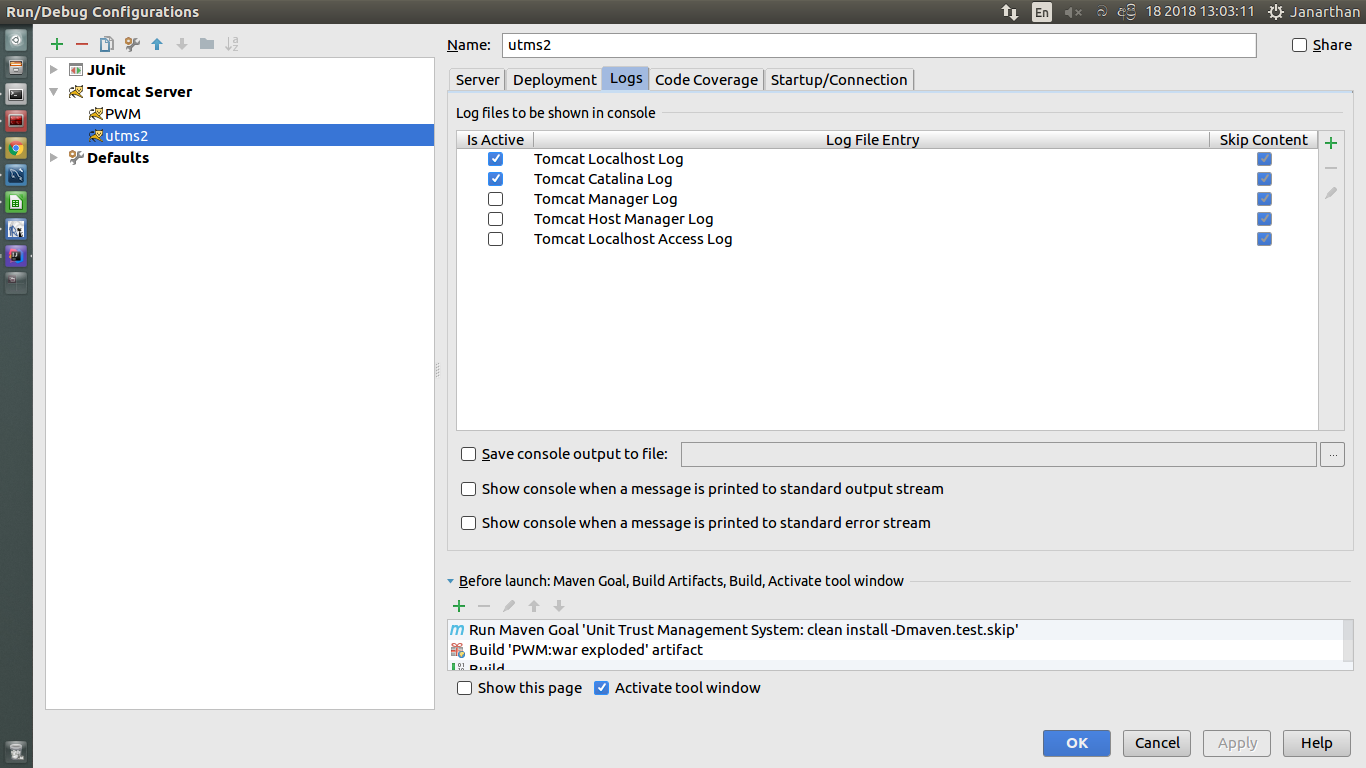 Run/Debug Configurations
En
18 2018 13:03:11
Janarthan
Name: utms2
Share
JUnit
Tomcat Server
PWM
utms2
Defaults
Server Deployment Logs Code Coverage Startup/Connection
Log files to be shown in console
Is Active Log File Entry Skip Content
Tomcat Localhost Log
Tomcat Catalina Log
Tomcat Manager Log
Tomcat Host Manager Log
Tomcat Localhost Access Log
Save console output to file:
...
Show console when a message is printed to standard output stream
Show console when a message is printed to standard error stream
Before launch: Maven Goal, Build Artifacts, Build, Activate tool window
Run Maven Goal 'Unit Trust Management System: clean install -Dmaven.test.skip'
Build 'PWM:war exploded' artifact
Build
Show this page Activate tool window
OK Cancel Apply Help